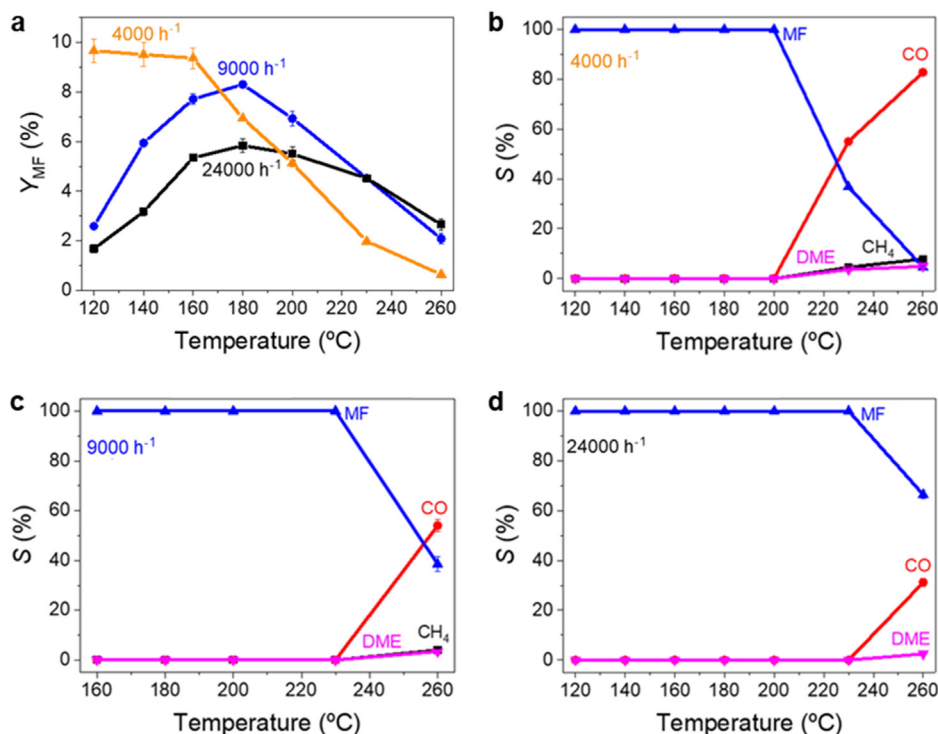 a
4000 h⁻¹
9000 h⁻¹
24000 h⁻¹
Y_MF (%)
10
8
6
4
2
0
120 140 160 180 200 220 240 260
Temperature (ºC)
b
4000 h⁻¹
MF
CO
CH₄
DME
S (%)
100
80
60
40
20
0
120 140 160 180 200 220 240 260
Temperature (ºC)
c
9000 h⁻¹
MF
CO
CH₄
DME
S (%)
100
80
60
40
20
0
160 180 200 220 240 260
Temperature (ºC)
d
24000 h⁻¹
MF
CO
DME
S (%)
100
80
60
40
20
0
120 140 160 180 200 220 240 260
Temperature (ºC)